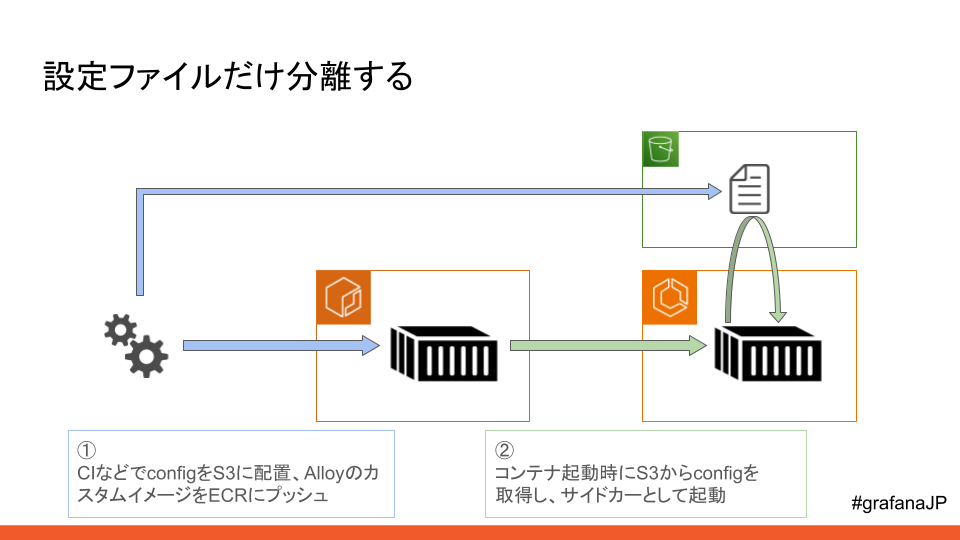 設定ファイルだけ分離する
①
CIなどでconfigをS3に配置、Alloyのカ
スタムイメージをECRにプッシュ
②
コンテナ起動時にS3からconfigを
取得し、サイドカーとして起動
#grafanaJP